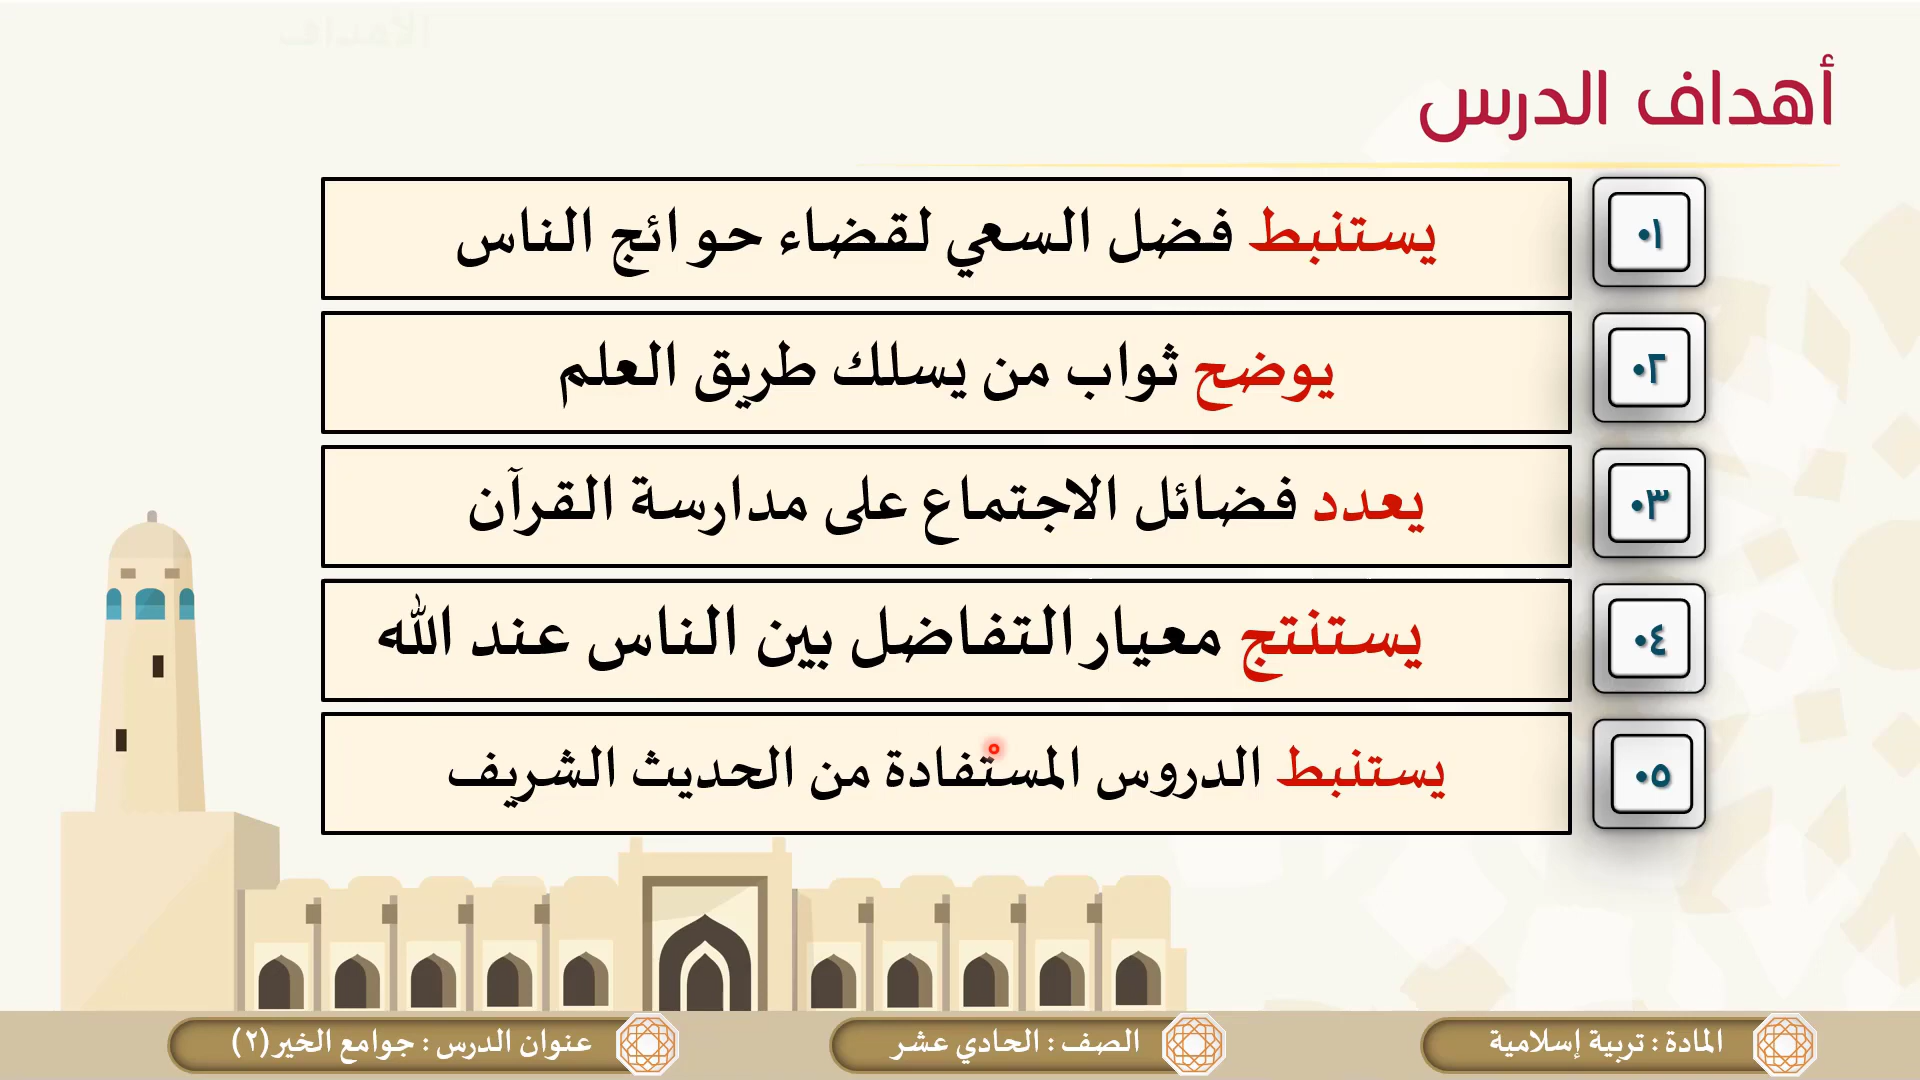 الأهداف
أهداف الدرس
٠١
يستنبط فضل السعي لقضاء حوائج الناس
٠٢
يوضح ثواب من يسلك طريق العلم
٠٣
يعدد فضائل الاجتماع على مدارسة القرآن
٠٤
يستنتج معيار التفاضل بين الناس عند الله
٠٥
يستنبط الدروس المستفادة من الحديث الشريف
المادة : تربية إسلامية
الصف : الحادي عشر
عنوان الدرس : جوامع الخير (٢)